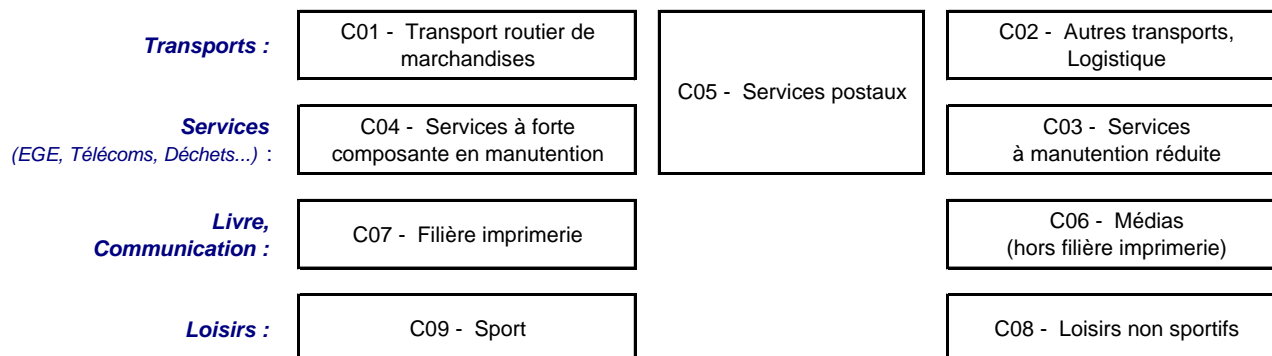 Transports :
C01 - Transport routier de
marchandises
C05 - Services postaux
C02 - Autres transports,
Logistique
Services
(EGE, Télécoms, Déchets...) :
C04 - Services à forte
composante en manutention
C03 - Services
à manutention réduite
Livre,
Communication :
C07 - Filière imprimerie
C06 - Médias
(hors filière imprimerie)
Loisirs :
C09 - Sport
C08 - Loisirs non sportifs